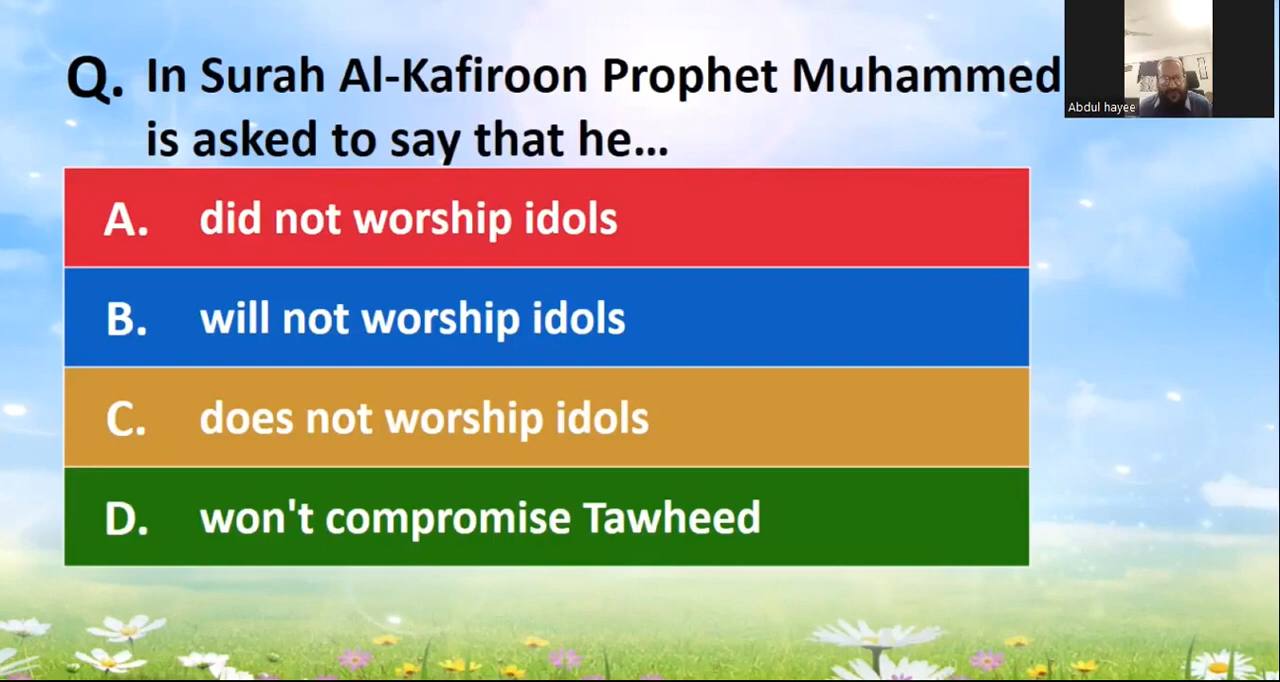 Q. In Surah Al-Kafiroon Prophet Muhammed
is asked to say that he...
A. did not worship idols
B. will not worship idols
C. does not worship idols
D. won't compromise Tawheed
Abdul hayee